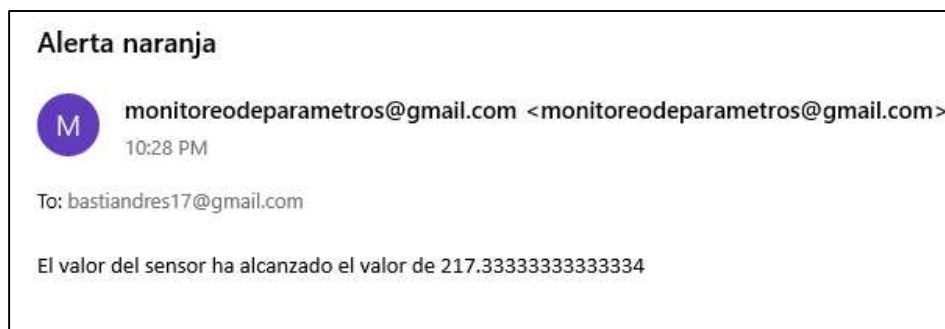 Alerta naranja
M
monitoreodeparametros@gmail.com <monitoreodeparametros@gmail.com>
10:28 PM
To: bastiandres17@gmail.com
El valor del sensor ha alcanzado el valor de 217.33333333333334